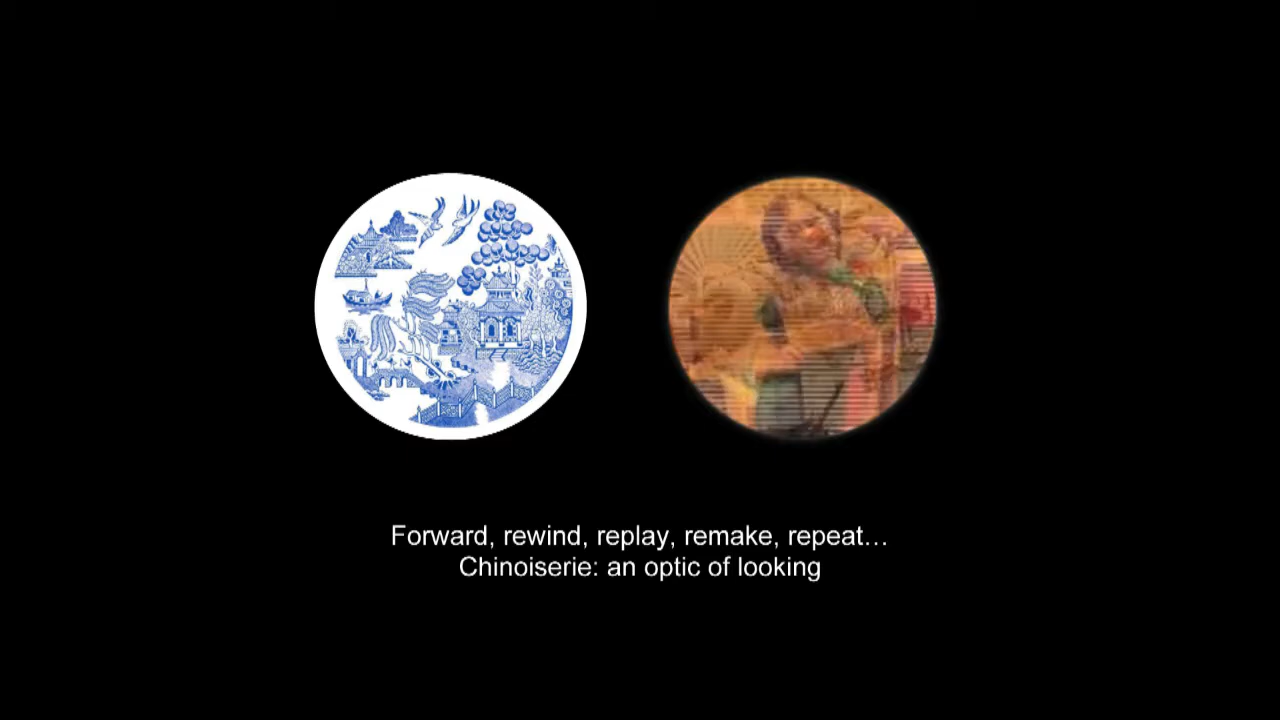 Forward, rewind, replay, remake, repeat…
Chinoiserie: an optic of looking